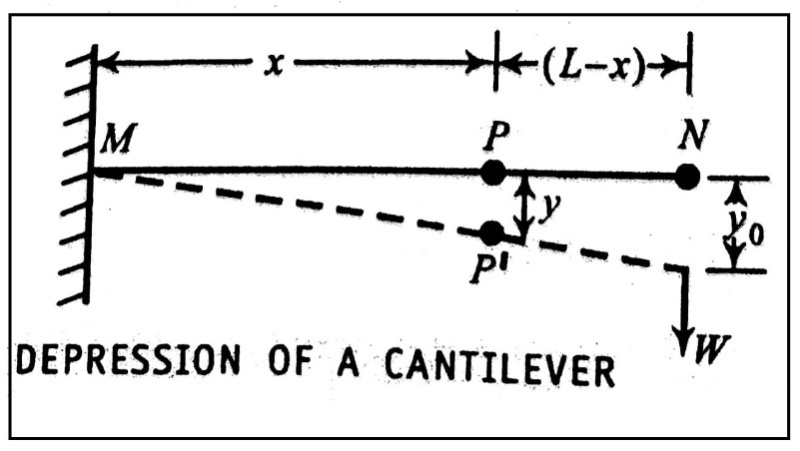 x (L–x)
M P N
y y₀
P'
W
DEPRESSION OF A CANTILEVER